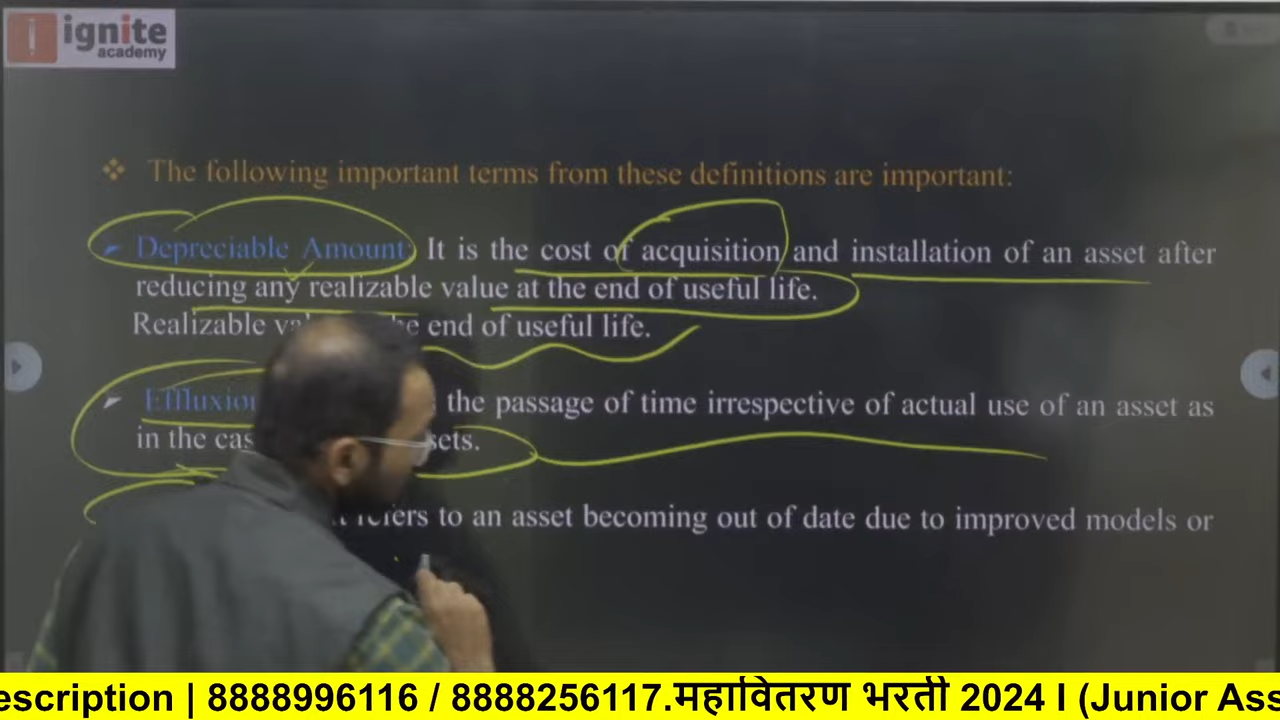 ignite
academy
The following important terms from these definitions are important:
Depreciable Amount: It is the cost of acquisition and installation of an asset after
reducing any realizable value at the end of useful life.
Realizable end of useful life.
the passage of time irrespective of actual use of an asset as
in the
refers to an asset becoming out of date due to improved models or
escription | 8888996116 / 8888256117.महावितरण भरती 2024 I (Junior Ass